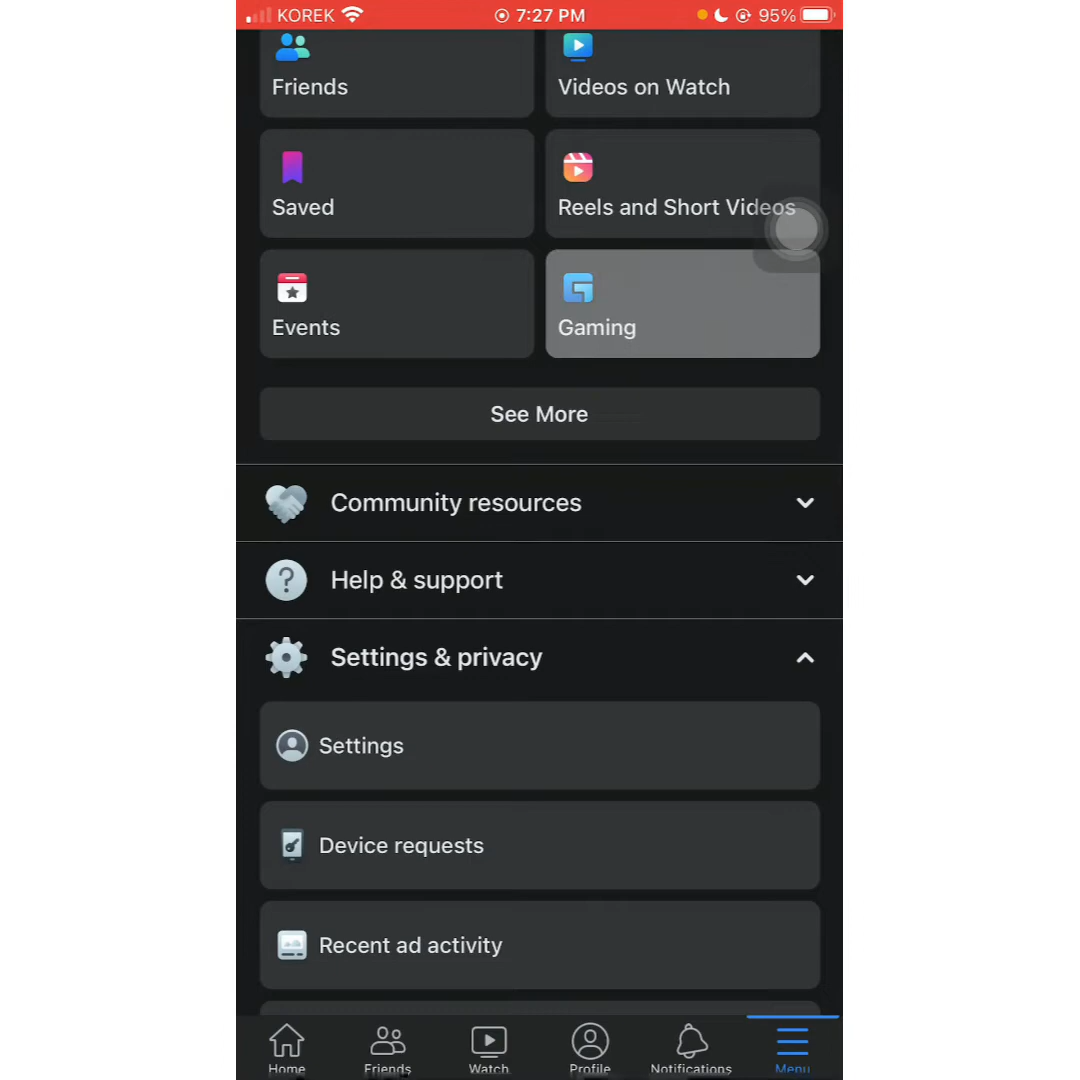 KOREK 7:27 PM 95%
Friends
Videos on Watch
Saved
Reels and Short Videos
Events
Gaming
See More
Community resources
Help & support
Settings & privacy
Settings
Device requests
Recent ad activity
Home Friends Watch Profile Notifications Menu